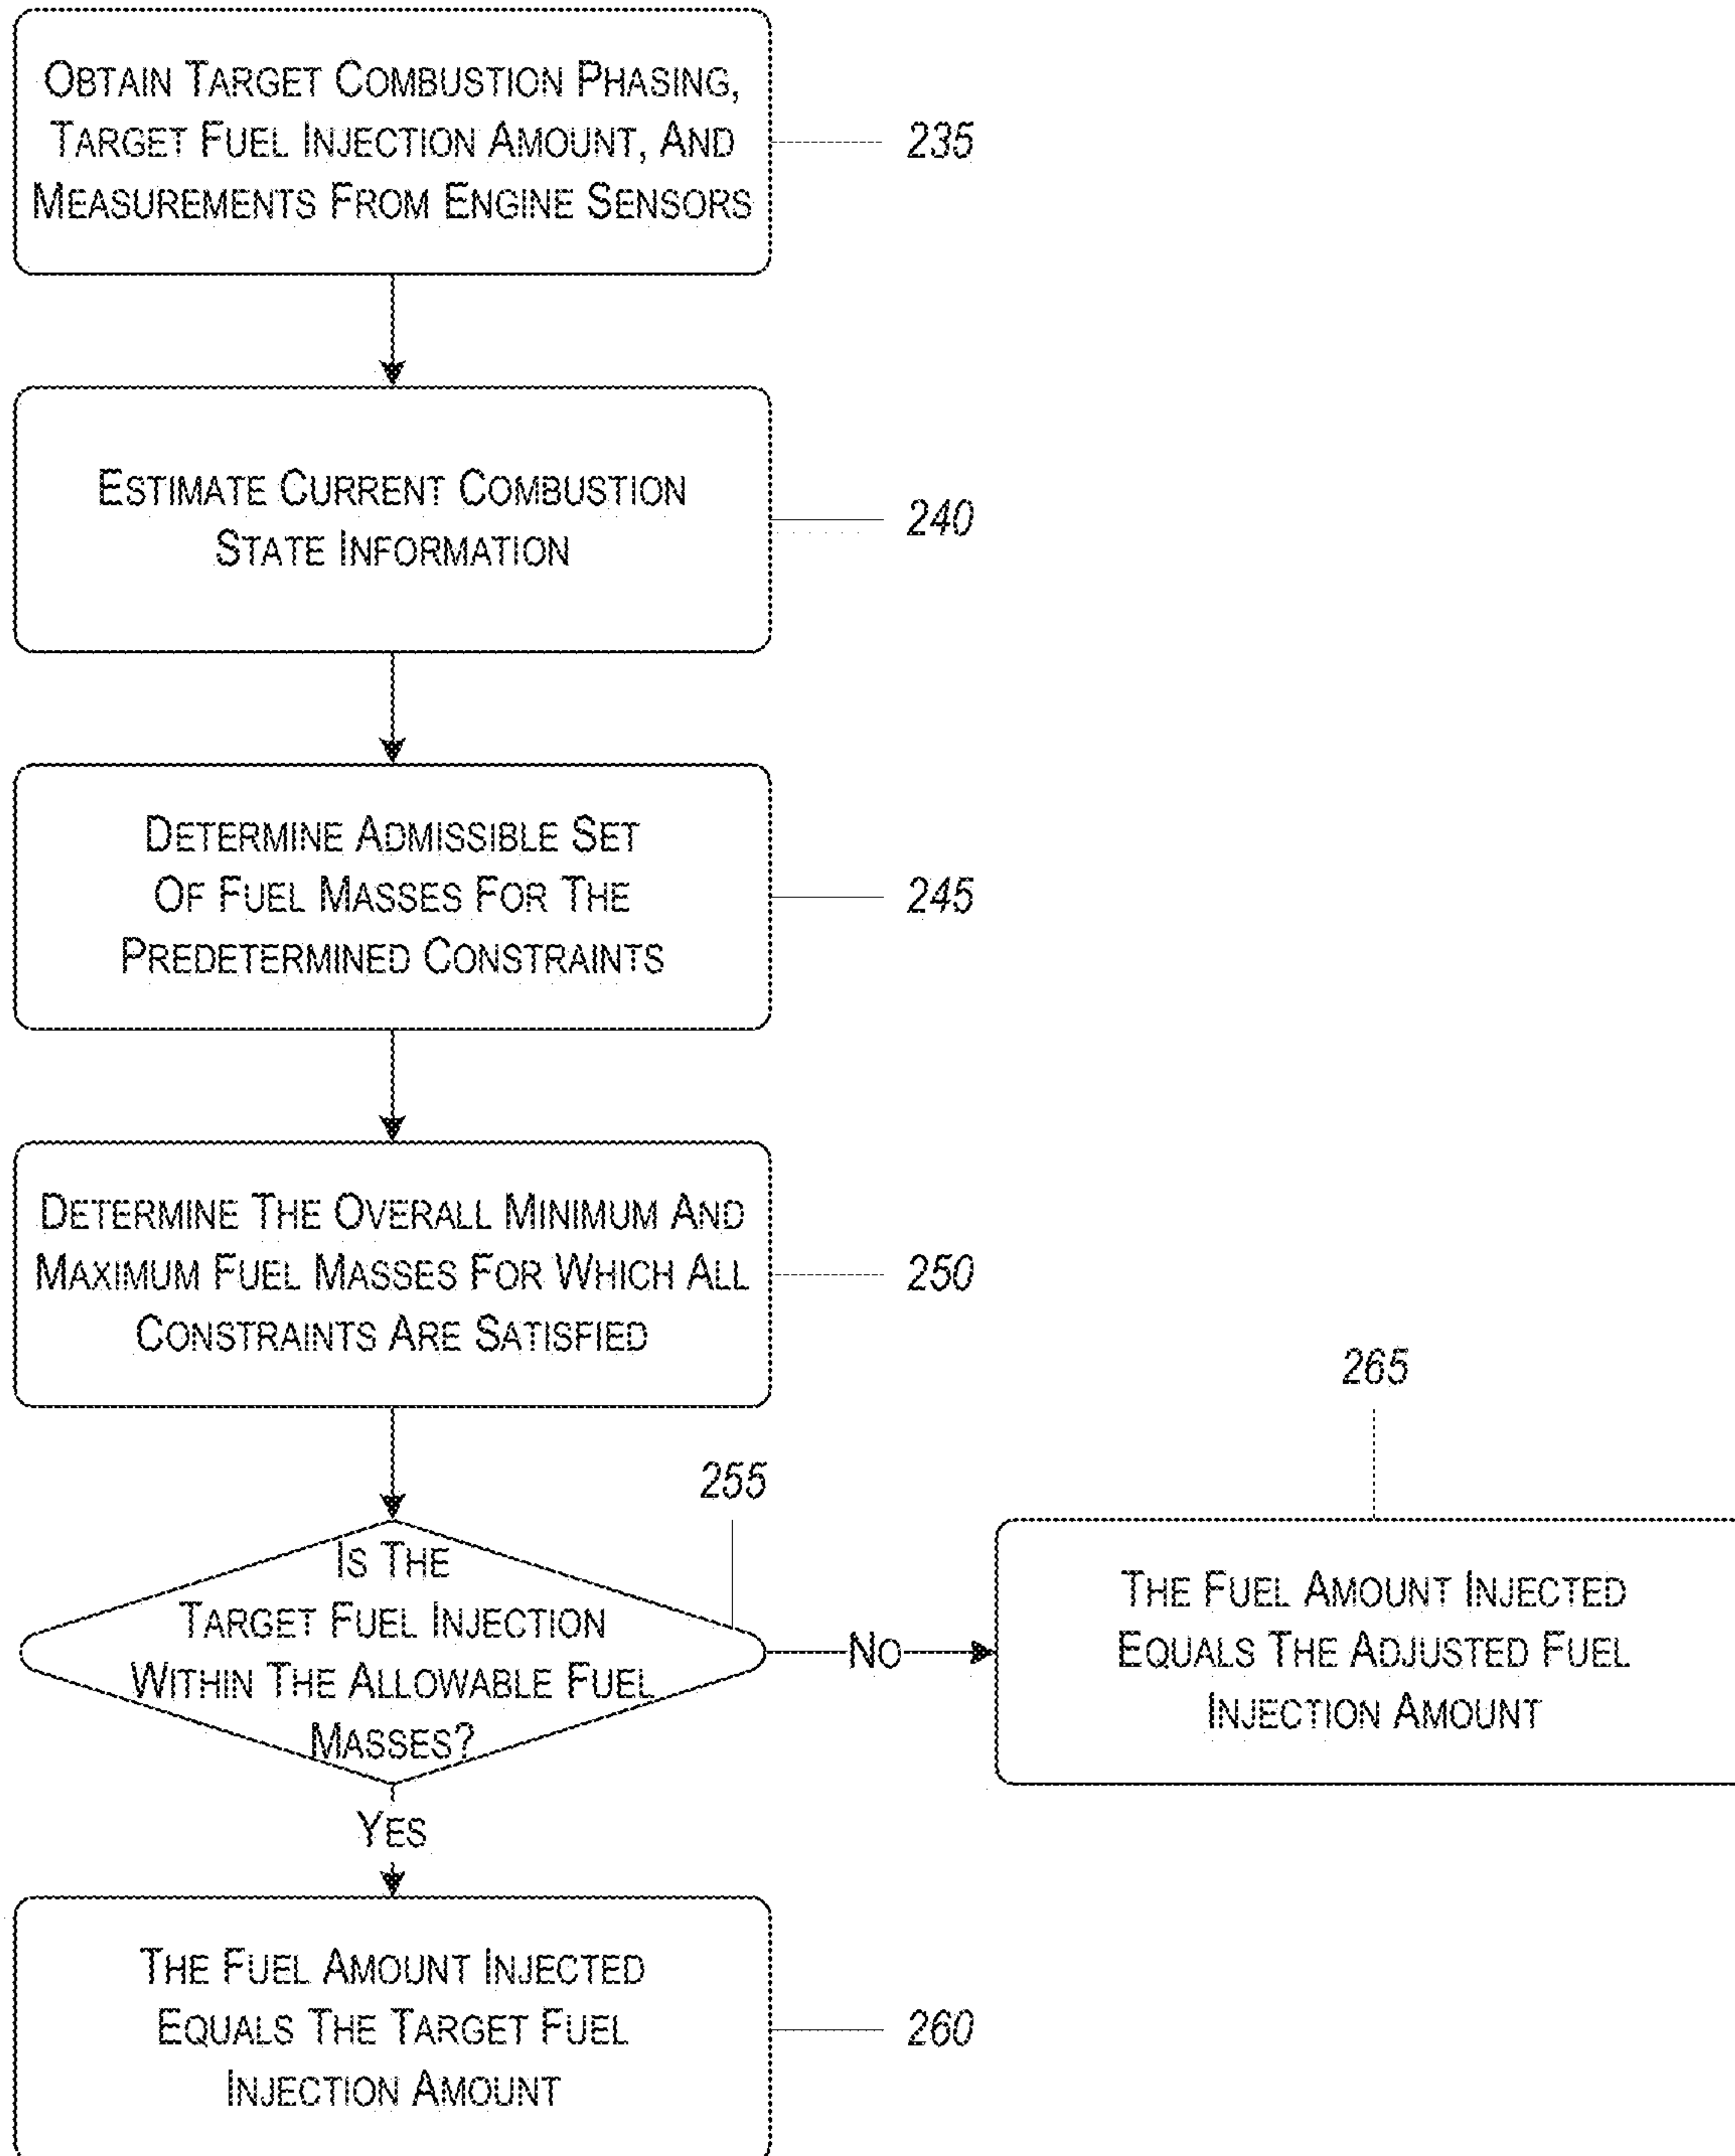 OBTAIN TARGET COMBUSTION PHASING,
TARGET FUEL INJECTION AMOUNT, AND
MEASUREMENTS FROM ENGINE SENSORS
235
ESTIMATE CURRENT COMBUSTION
STATE INFORMATION
240
DETERMINE ADMISSIBLE SET
OF FUEL MASSES FOR THE
PREDETERMINED CONSTRAINTS
245
DETERMINE THE OVERALL MINIMUM AND
MAXIMUM FUEL MASSES FOR WHICH ALL
CONSTRAINTS ARE SATISFIED
250
255
IS THE
TARGET FUEL INJECTION
WITHIN THE ALLOWABLE FUEL
MASSES?
NO
265
THE FUEL AMOUNT INJECTED
EQUALS THE ADJUSTED FUEL
INJECTION AMOUNT
YES
THE FUEL AMOUNT INJECTED
EQUALS THE TARGET FUEL
INJECTION AMOUNT
260